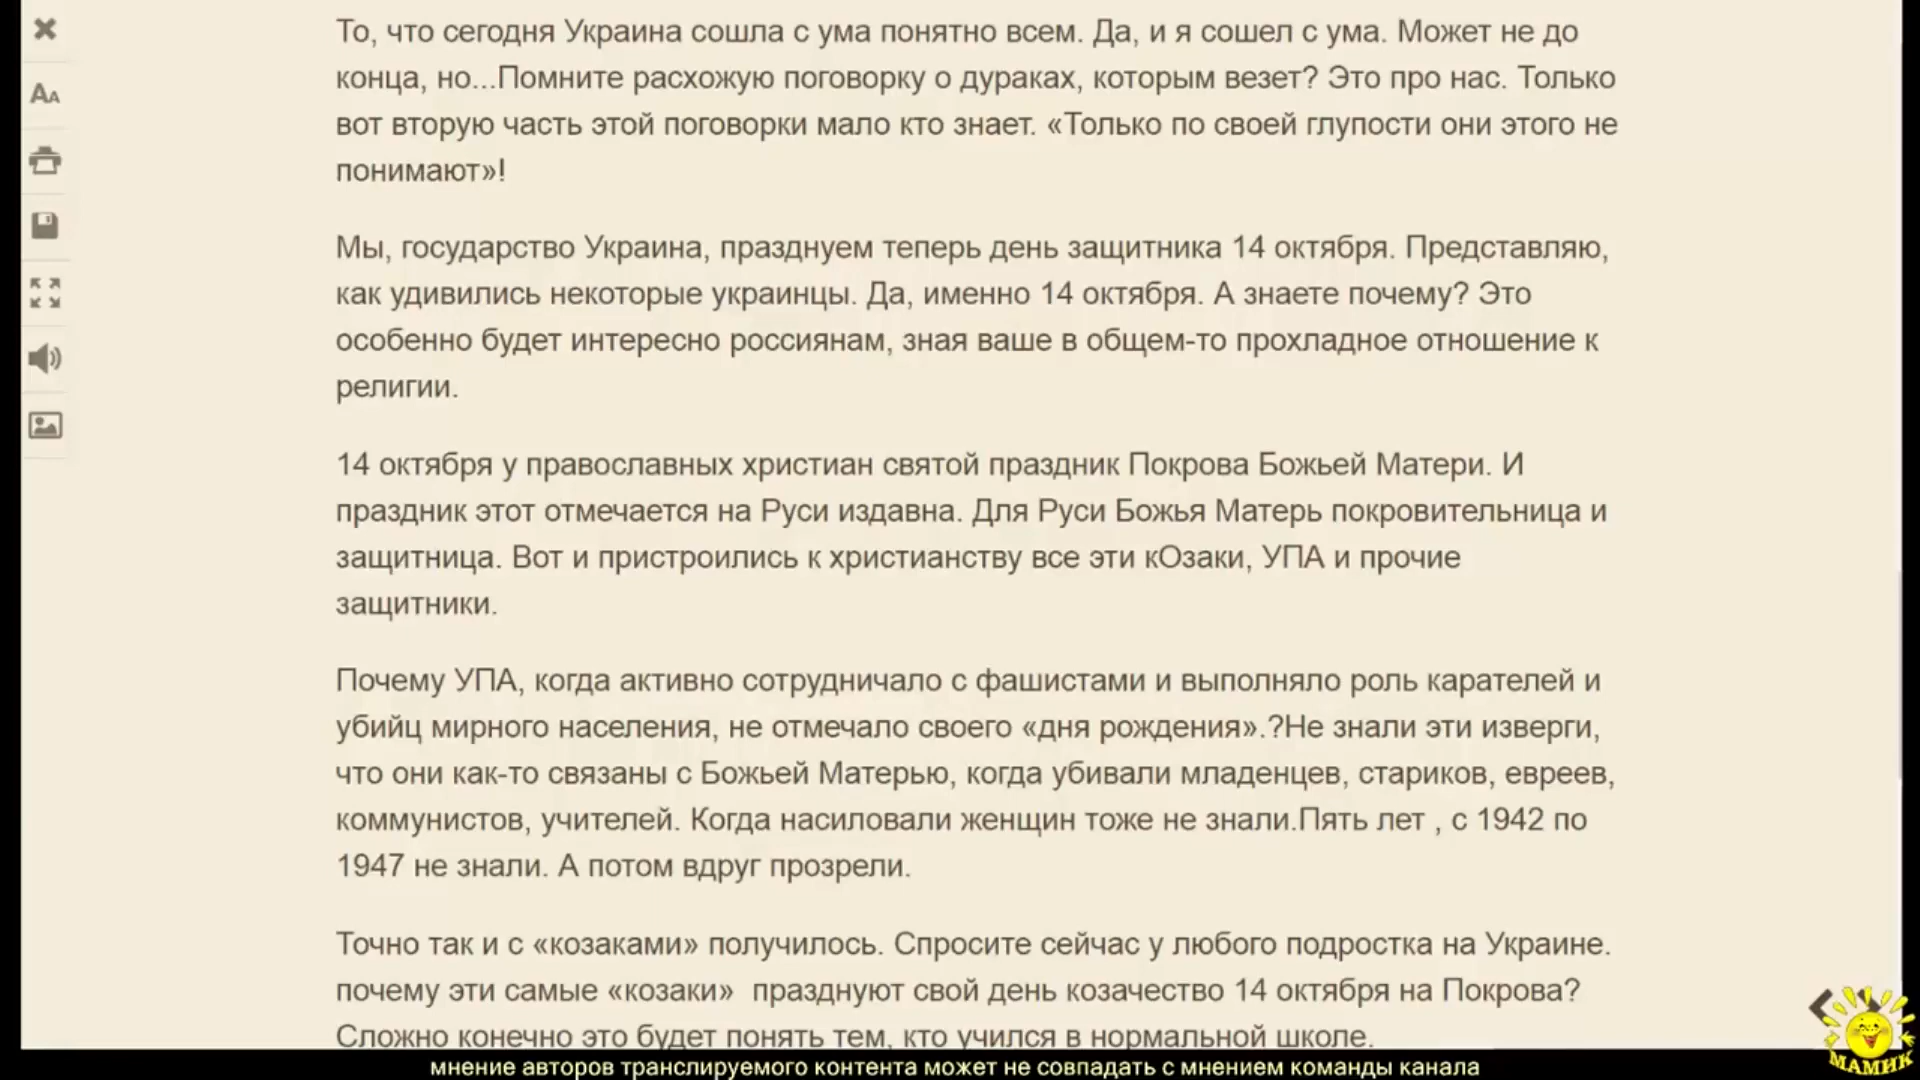 То, что сегодня Украина сошла с ума понятно всем. Да, и я сошел с ума. Может не до
конца, но...Помните расхожую поговорку о дураках, которым везет? Это про нас. Только
вот вторую часть этой поговорки мало кто знает. «Только по своей глупости они этого не
понимают»!
Мы, государство Украина, празднуем теперь день защитника 14 октября. Представляю,
как удивились некоторые украинцы. Да, именно 14 октября. А знаете почему? Это
особенно будет интересно россиянам, зная ваше в общем-то прохладное отношение к
религии.
14 октября у православных христиан святой праздник Покрова Божьей Матери. И
праздник этот отмечается на Руси издавна. Для Руси Божья Матерь покровительница и
защитница. Вот и пристроились к христианству все эти кОзаки, УПА и прочие
защитники.
Почему УПА, когда активно сотрудничало с фашистами и выполняло роль карателей и
убийц мирного населения, не отмечало своего «дня рождения».?Не знали эти изверги,
что они как-то связаны с Божьей Матерью, когда убивали младенцев, стариков, евреев,
коммунистов, учителей. Когда насиловали женщин тоже не знали.Пять лет , с 1942 по
1947 не знали. А потом вдруг прозрели.
Точно так и с «козаками» получилось. Спросите сейчас у любого подростка на Украине.
почему эти самые «козаки»  празднуют свой день козачество 14 октября на Покрова?
Сложно конечно это будет понять тем, кто учился в нормальной школе.
мнение авторов транслируемого контента может не совпадать с мнением команды канала
МАМИК